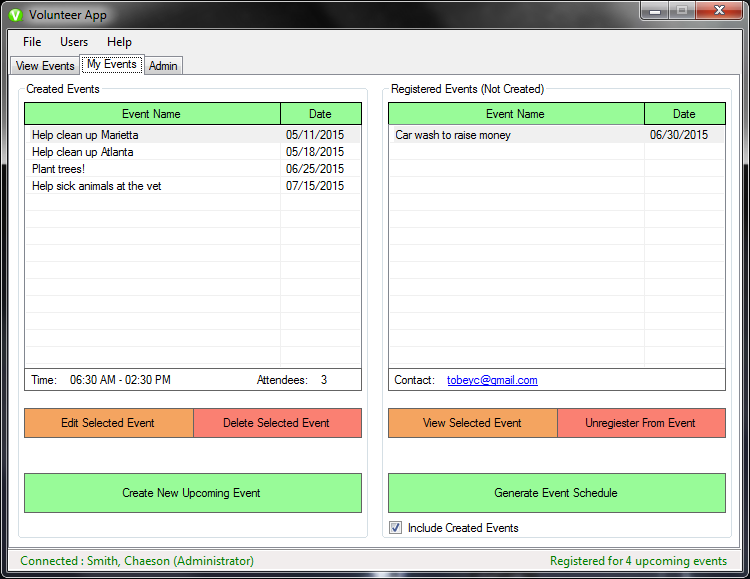 Volunteer App
File Users Help
View Events My Events Admin
Created Events
Event Name Date
Help clean up Marietta 05/11/2015
Help clean up Atlanta 05/18/2015
Plant trees! 06/25/2015
Help sick animals at the vet 07/15/2015
Time: 06:30 AM - 02:30 PM Attendees: 3
Edit Selected Event Delete Selected Event
Create New Upcoming Event
Registered Events (Not Created)
Event Name Date
Car wash to raise money 06/30/2015
Contact: tobeyc@gmail.com
View Selected Event Unregiester From Event
Generate Event Schedule
Include Created Events
Connected : Smith, Chaeson (Administrator) Registered for 4 upcoming events